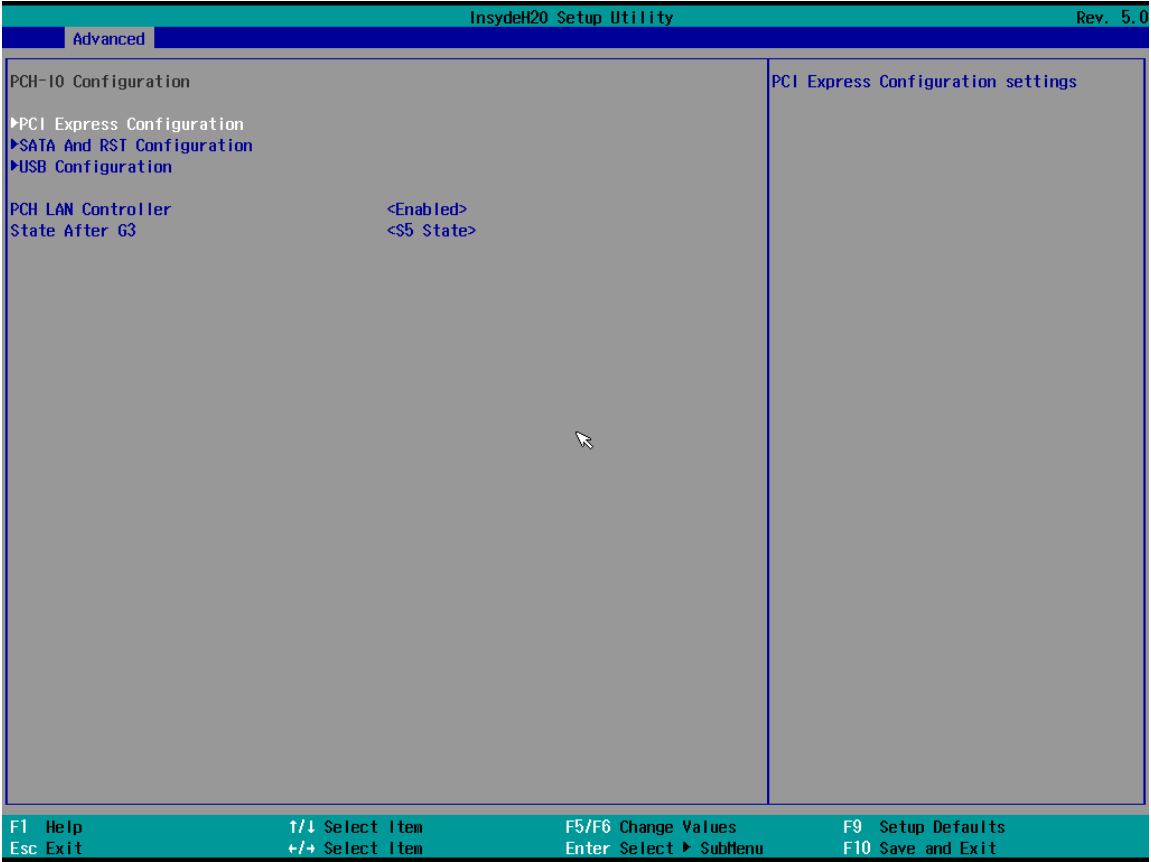 InsydeH20 Setup Utility Rev. 5.0
Advanced
PCH-IO Configuration
PCI Express Configuration settings
▶PCI Express Configuration
▶SATA And RST Configuration
▶USB Configuration
PCH LAN Controller <Enabled>
State After G3 <S5 State>
F1 Help ↑/↓ Select Item F5/F6 Change Values F9 Setup Defaults
Esc Exit ←/→ Select Item Enter Select ▶ SubMenu F10 Save and Exit